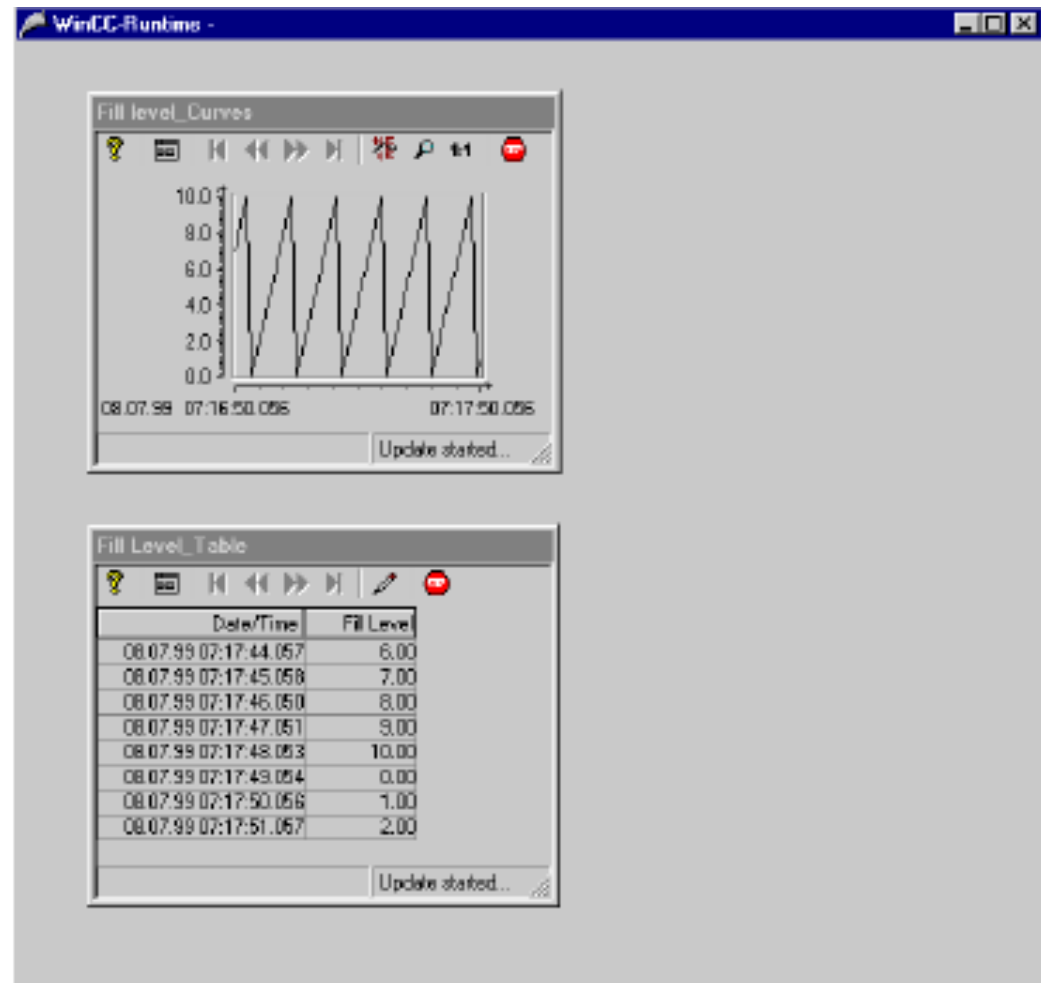 WinCC-Runtime -
Fill level_Curves
1:1
10.0
8.0
6.0
4.0
2.0
0.0
08.07.99 07:16:50.056 07:17:50.056
Update started...
Fill Level_Table
Date/Time Fill Level
08.07.99 07:17:44.057 6.00
08.07.99 07:17:45.058 7.00
08.07.99 07:17:46.050 8.00
08.07.99 07:17:47.051 9.00
08.07.99 07:17:48.053 10.00
08.07.99 07:17:49.054 0.00
08.07.99 07:17:50.056 1.00
08.07.99 07:17:51.057 2.00
Update started...